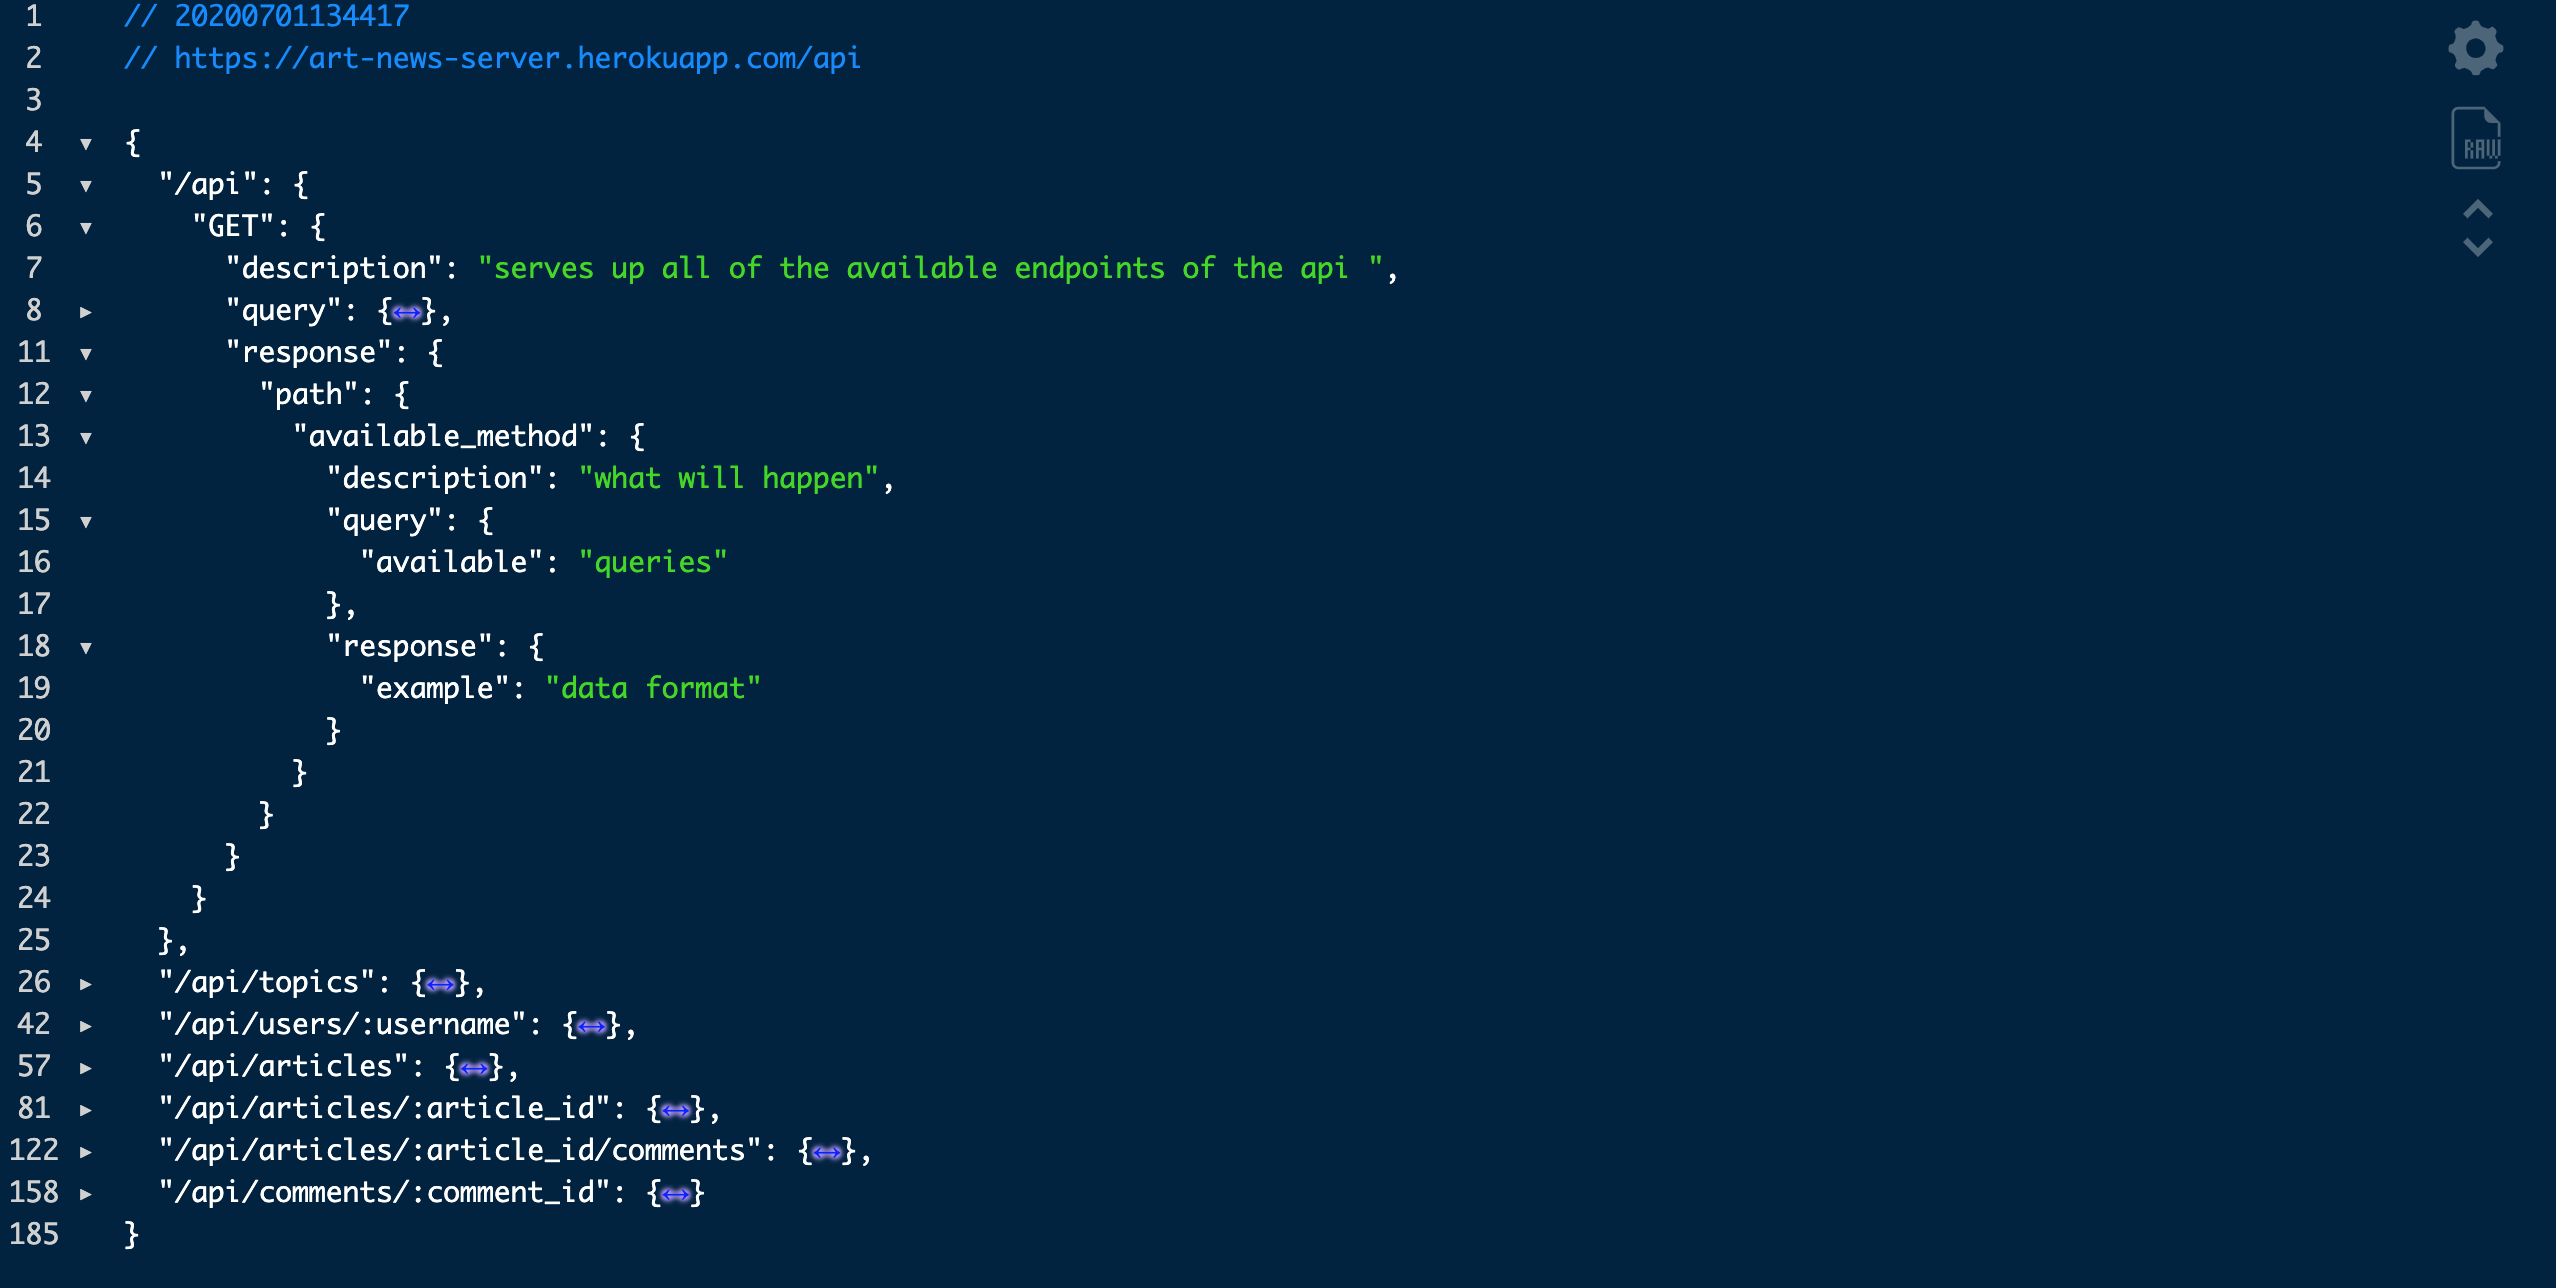 1 // 20200701134417
2 // https://art-news-server.herokuapp.com/api
3
4 ▼ {
5 ▼ "/api": {
6 ▼ "GET": {
7 "description": "serves up all of the available endpoints of the api ",
8 ▶ "query": {↔},
11 ▼ "response": {
12 ▼ "path": {
13 ▼ "available_method": {
14 "description": "what will happen",
15 ▼ "query": {
16 "available": "queries"
17 },
18 ▼ "response": {
19 "example": "data format"
20 }
21 }
22 }
23 }
24 }
25 },
26 ▶ "/api/topics": {↔},
42 ▶ "/api/users/:username": {↔},
57 ▶ "/api/articles": {↔},
81 ▶ "/api/articles/:article_id": {↔},
122 ▶ "/api/articles/:article_id/comments": {↔},
158 ▶ "/api/comments/:comment_id": {↔}
185 }
RAW